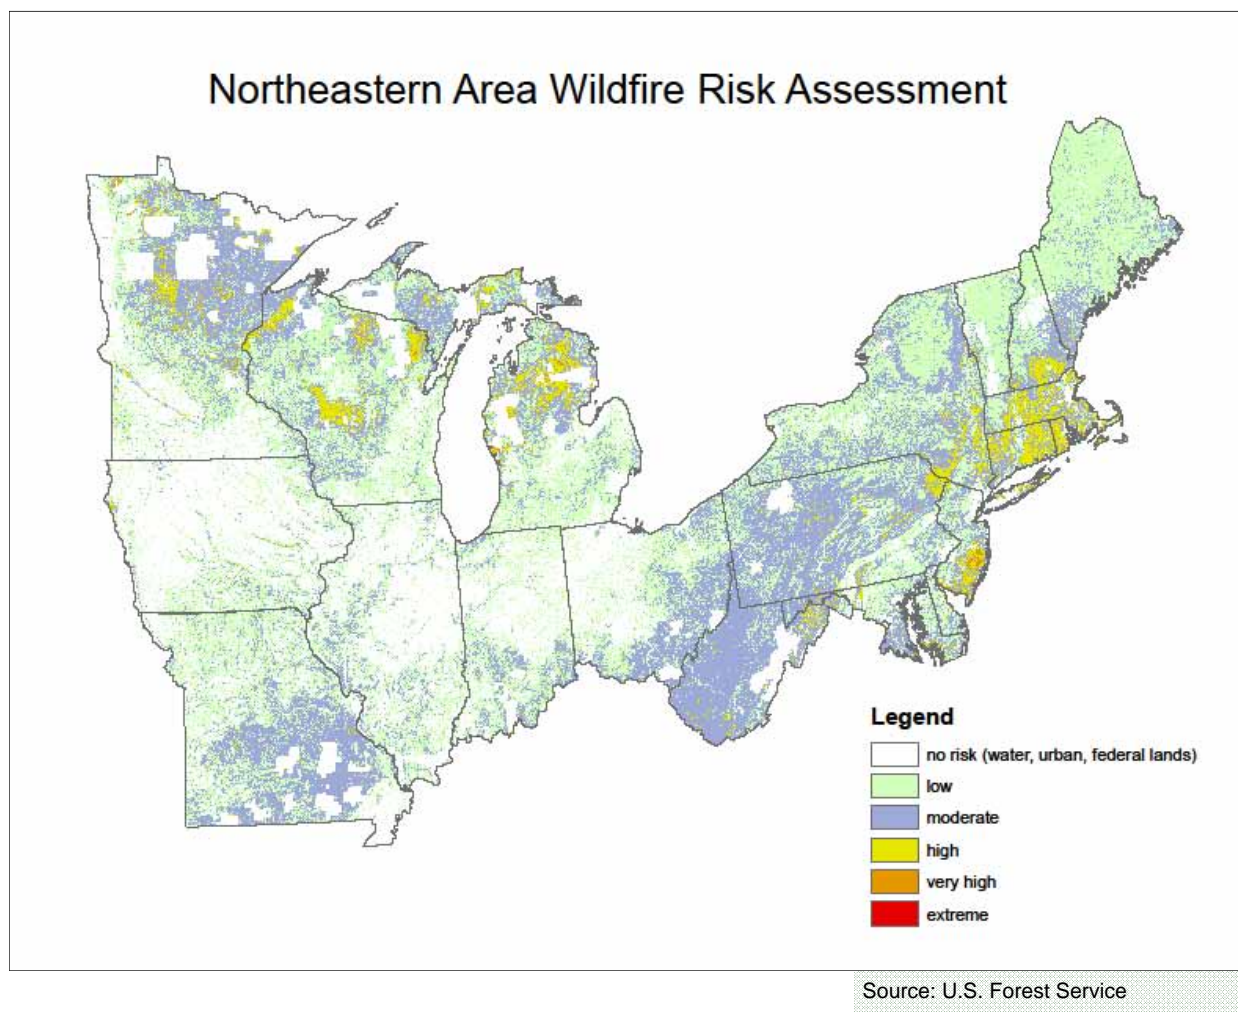 Northeastern Area Wildfire Risk Assessment
Legend
no risk (water, urban, federal lands)
low
moderate
high
very high
extreme
Source: U.S. Forest Service